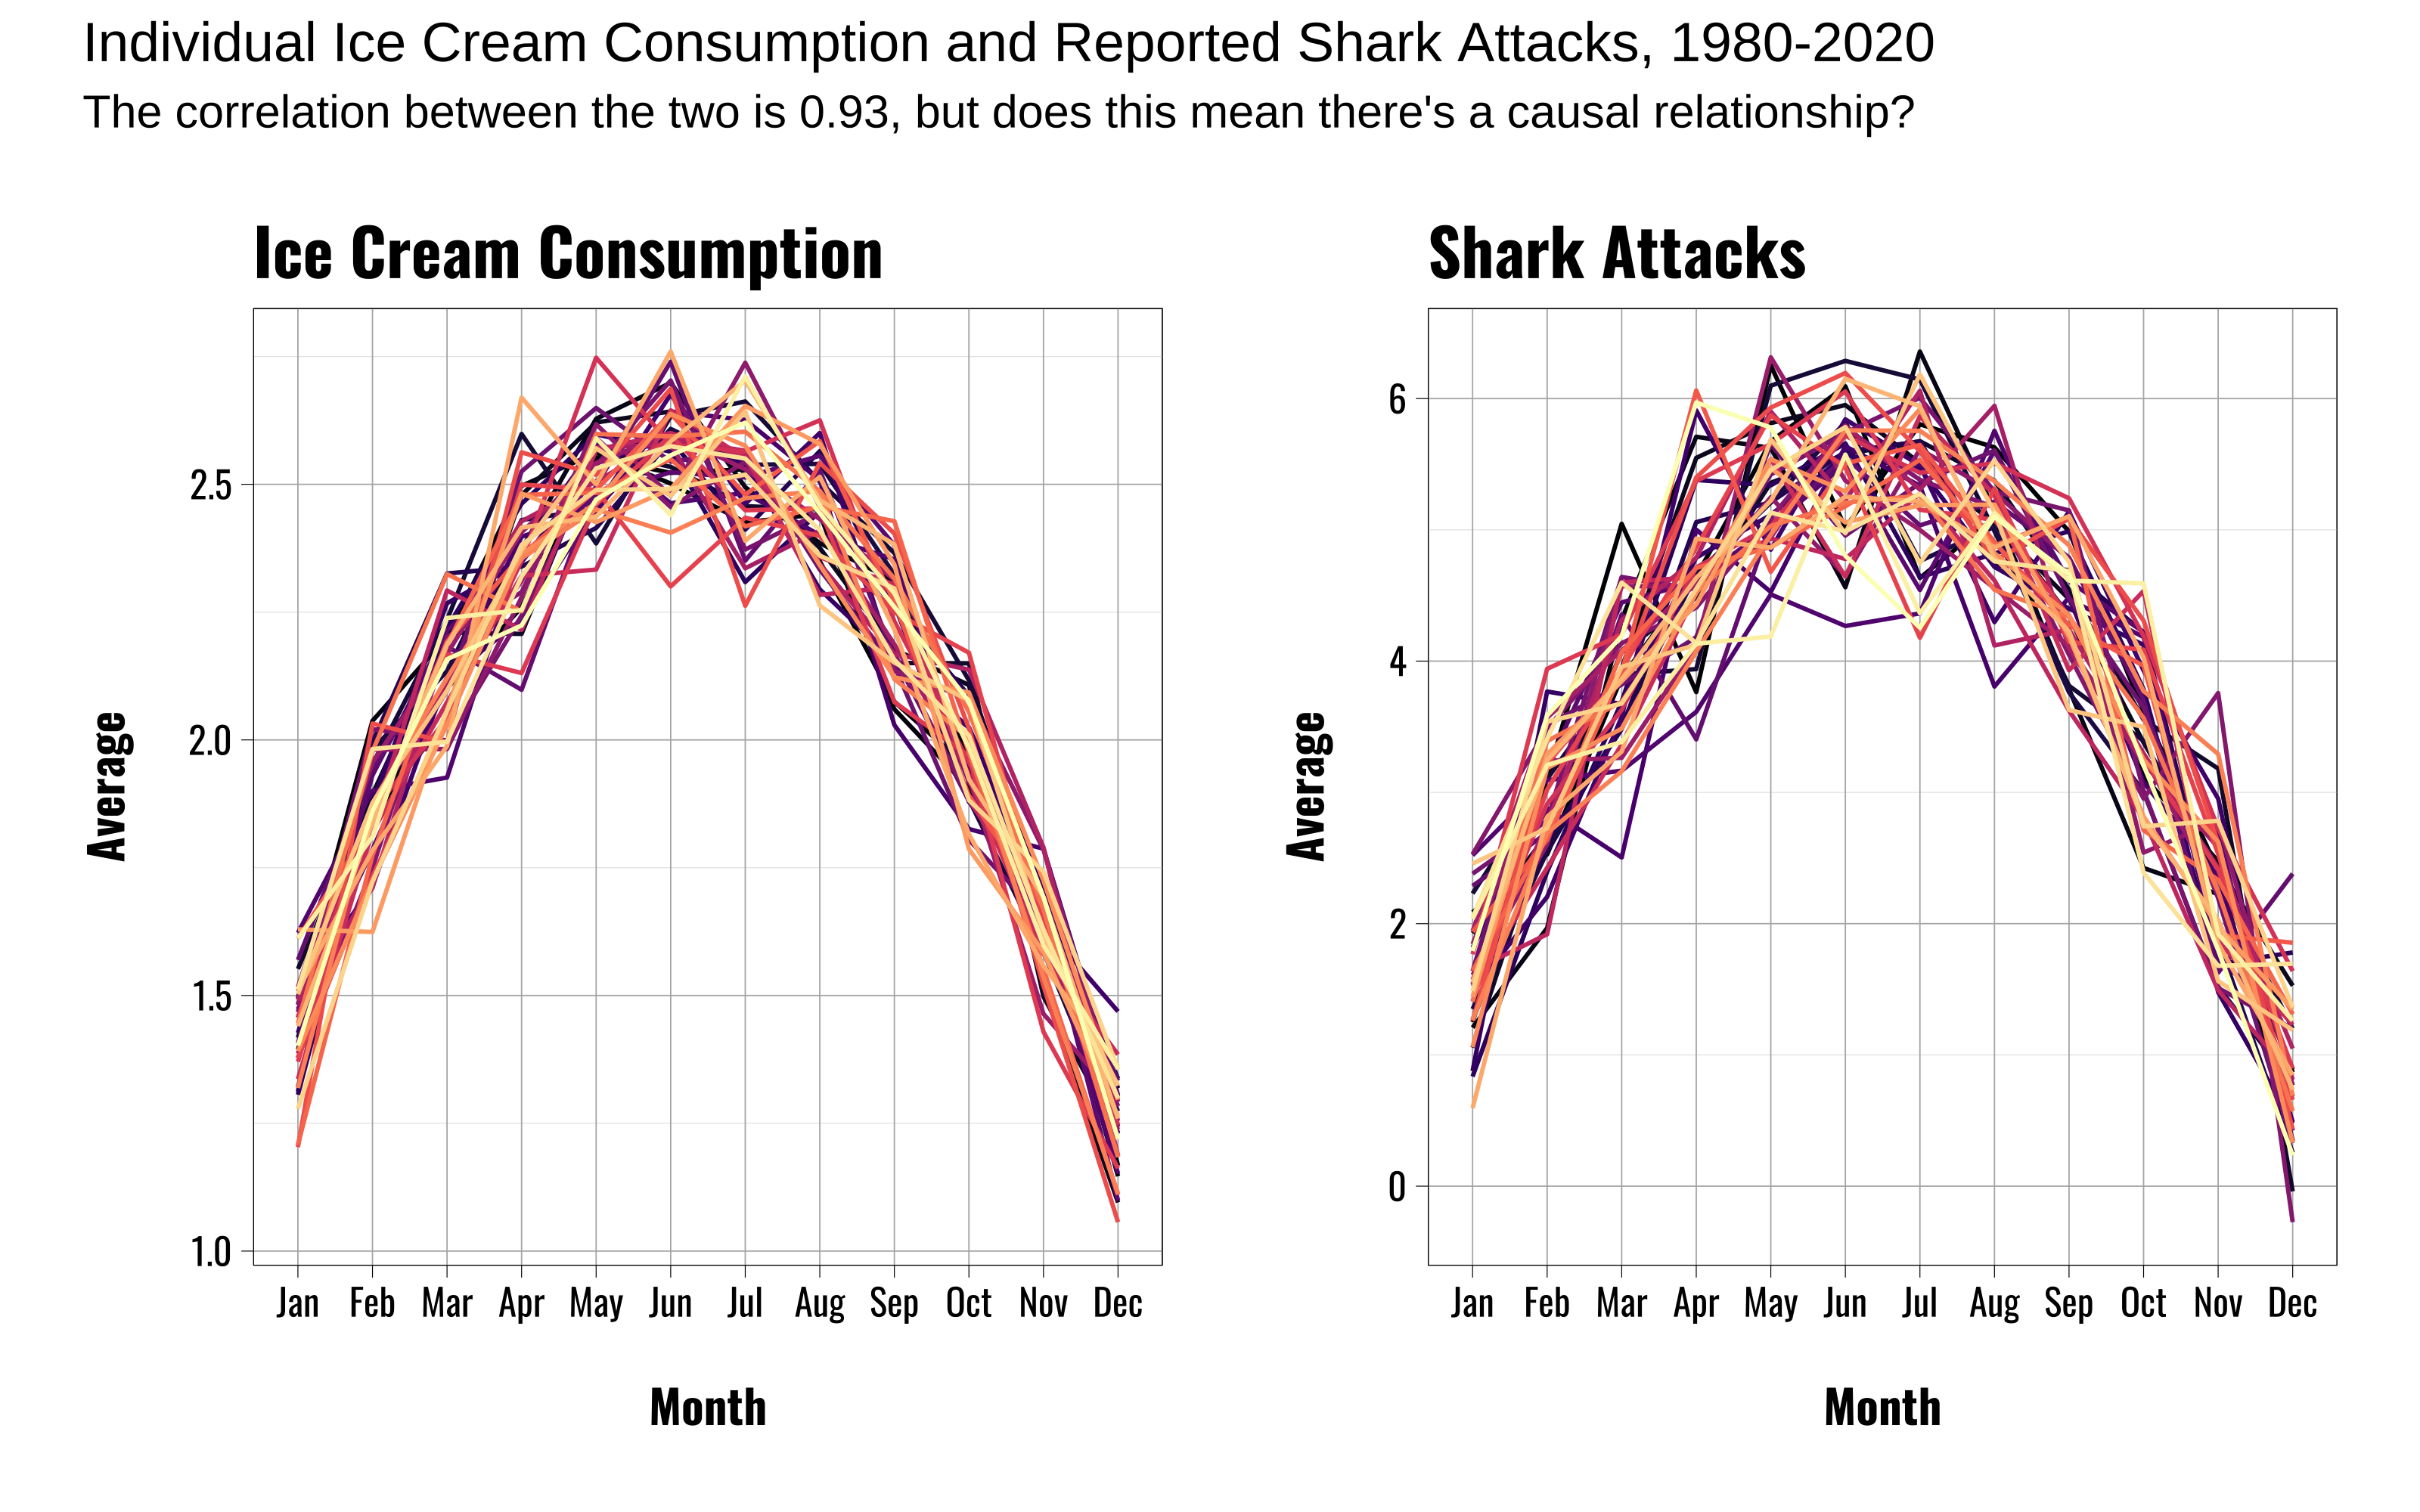 Individual Ice Cream Consumption and Reported Shark Attacks, 1980-2020
The correlation between the two is 0.93, but does this mean there's a causal relationship?
Ice Cream Consumption
Average
2.5
2.0
1.5
1.0
Jan Feb Mar Apr May Jun Jul Aug Sep Oct Nov Dec
Month
Shark Attacks
Average
6
4
2
0
Jan Feb Mar Apr May Jun Jul Aug Sep Oct Nov Dec
Month